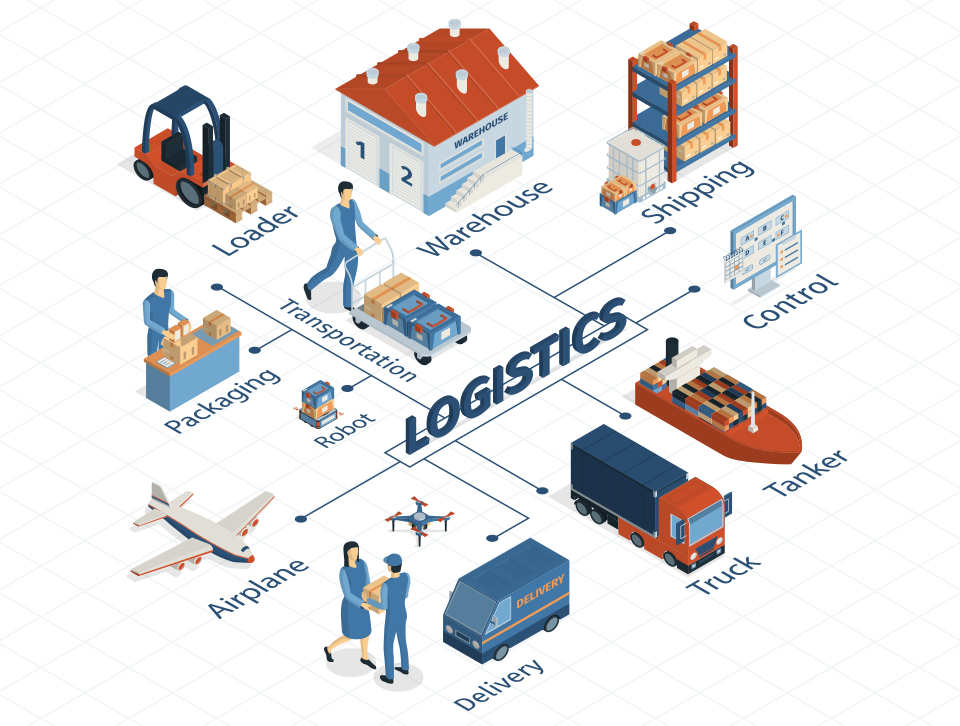 WAREHOUSE
1
2
Loader
Warehouse
Shipping
Control
Transportation
LOGISTICS
Packaging
Robot
Tanker
Airplane
Truck
DELIVERY
Delivery